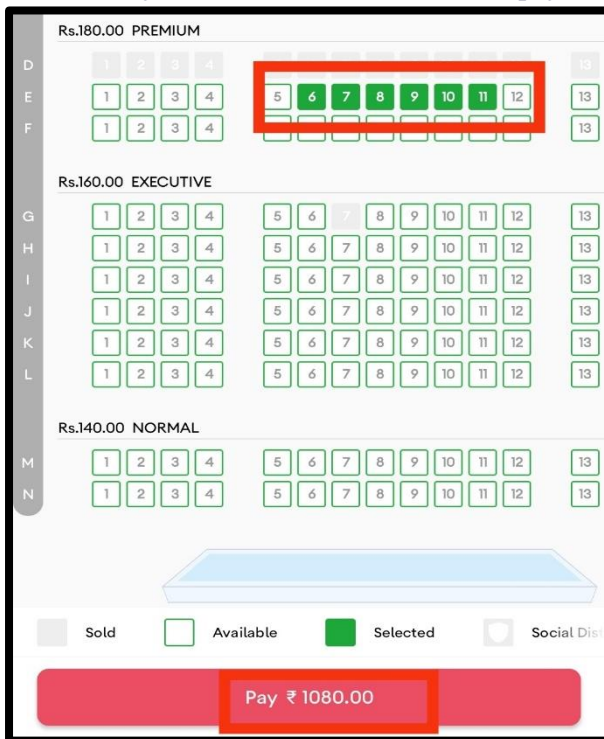 Rs.180.00 PREMIUM
D 1 2 3 4 13
E 1 2 3 4 5 6 7 8 9 10 11 12 13
F 1 2 3 4 13
Rs.160.00 EXECUTIVE
G 1 2 3 4 5 6 7 8 9 10 11 12 13
H 1 2 3 4 5 6 7 8 9 10 11 12 13
I 1 2 3 4 5 6 7 8 9 10 11 12 13
J 1 2 3 4 5 6 7 8 9 10 11 12 13
K 1 2 3 4 5 6 7 8 9 10 11 12 13
L 1 2 3 4 5 6 7 8 9 10 11 12 13
Rs.140.00 NORMAL
M 1 2 3 4 5 6 7 8 9 10 11 12 13
N 1 2 3 4 5 6 7 8 9 10 11 12 13
Sold Available Selected Social Dis
Pay ₹ 1080.00